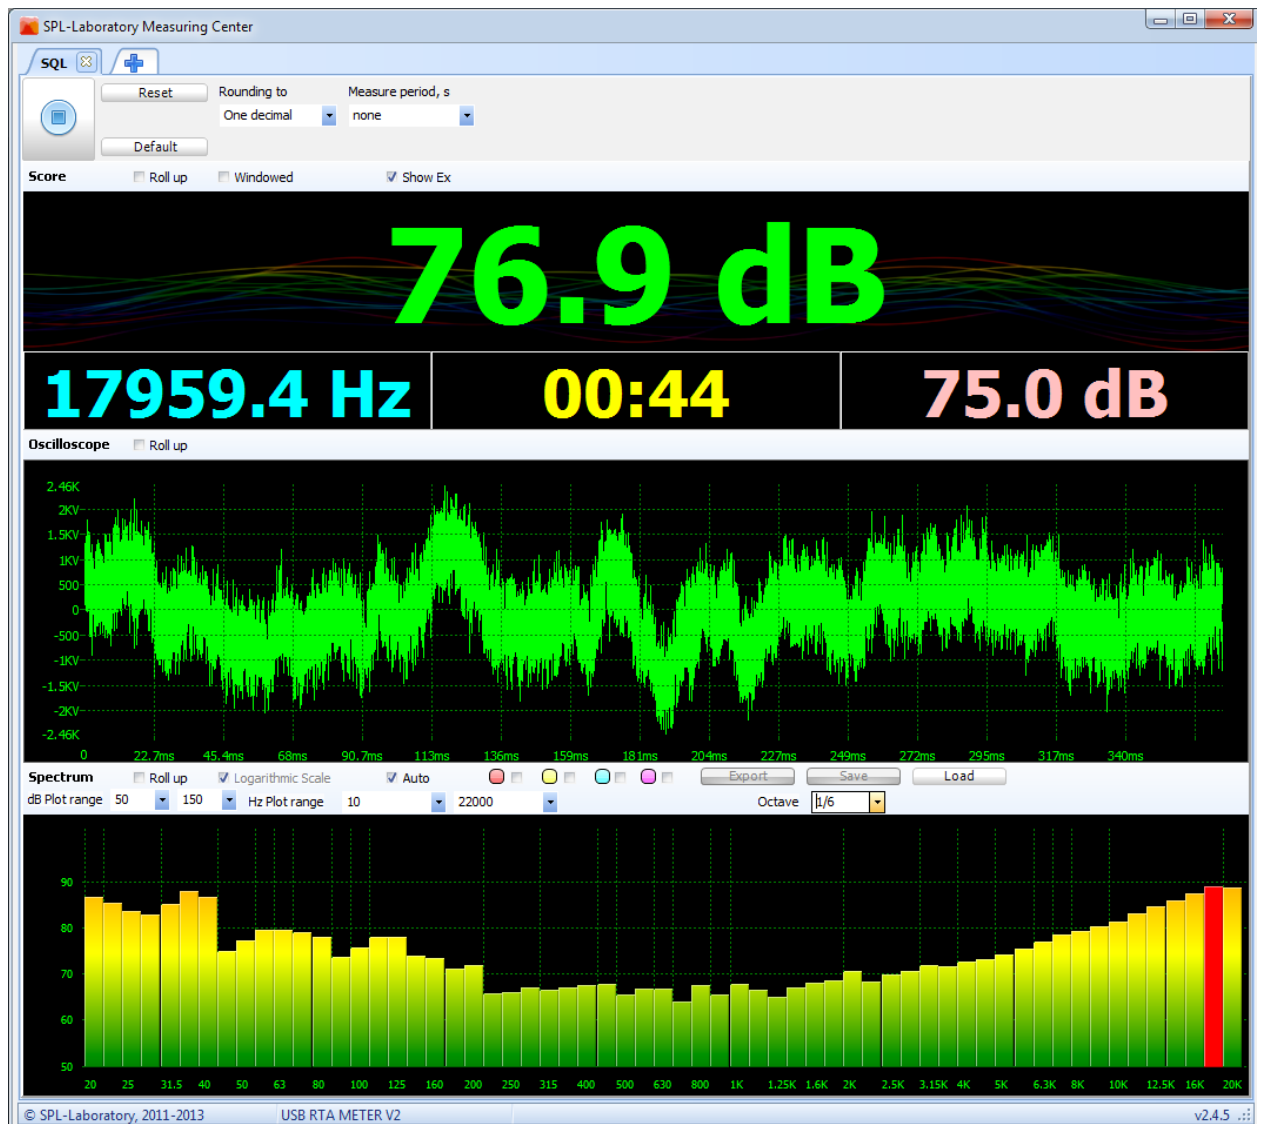 SPL-Laboratory Measuring Center
SQL
Reset Rounding to Measure period, s
One decimal none
Default
Score Roll up Windowed Show Ex
76.9 dB
17959.4 Hz 00:44 75.0 dB
Oscilloscope Roll up
2.46K
2KV
1.5KV
1KV
500
0
-500
-1KV
-1.5KV
-2KV
-2.46K
0 22.7ms 45.4ms 68ms 90.7ms 113ms 136ms 159ms 181ms 204ms 227ms 249ms 272ms 295ms 317ms 340ms
Spectrum Roll up Logarithmic Scale Auto Export Save Load
dB Plot range 50 150 Hz Plot range 10 22000 Octave 1/6
90
80
70
60
50
20 25 31.5 40 50 63 80 100 125 160 200 250 315 400 500 630 800 1K 1.25K 1.6K 2K 2.5K 3.15K 4K 5K 6.3K 8K 10K 12.5K 16K 20K
© SPL-Laboratory, 2011-2013 USB RTA METER V2 v2.4.5